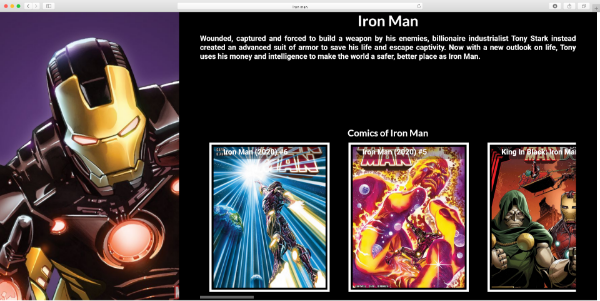 Iron Man
Wounded, captured and forced to build a weapon by his enemies, billionaire industrialist Tony Stark instead
created an advanced suit of armor to save his life and escape captivity. Now with a new outlook on life, Tony
uses his money and intelligence to make the world a safer, better place as Iron Man.
Comics of Iron Man
Iron Man (2020) #6
Iron Man (2020) #5
King In Black: Iron Ma
MAN
MAN